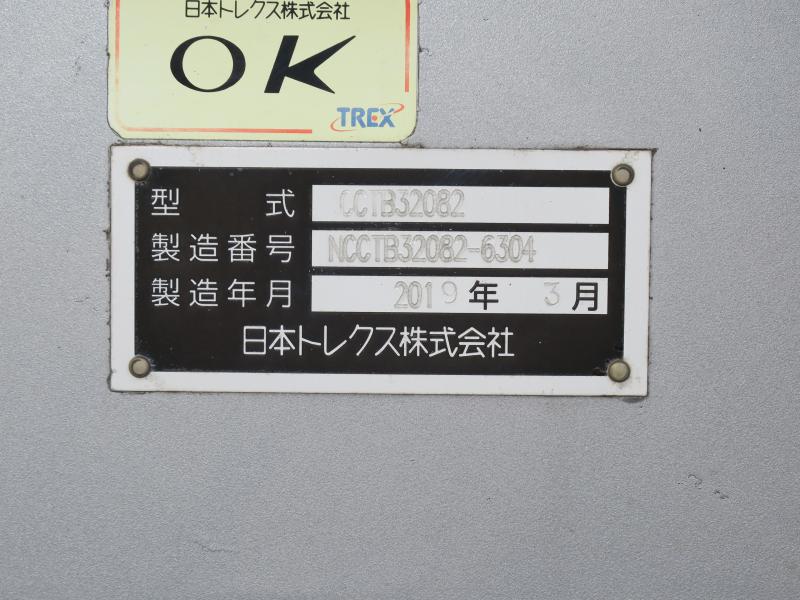 日本トレクス株式会社
OK
TREX
型式 CCTB32082
製造番号 NCCTB32082-6304
製造年月 2019年 3月
日本トレクス株式会社